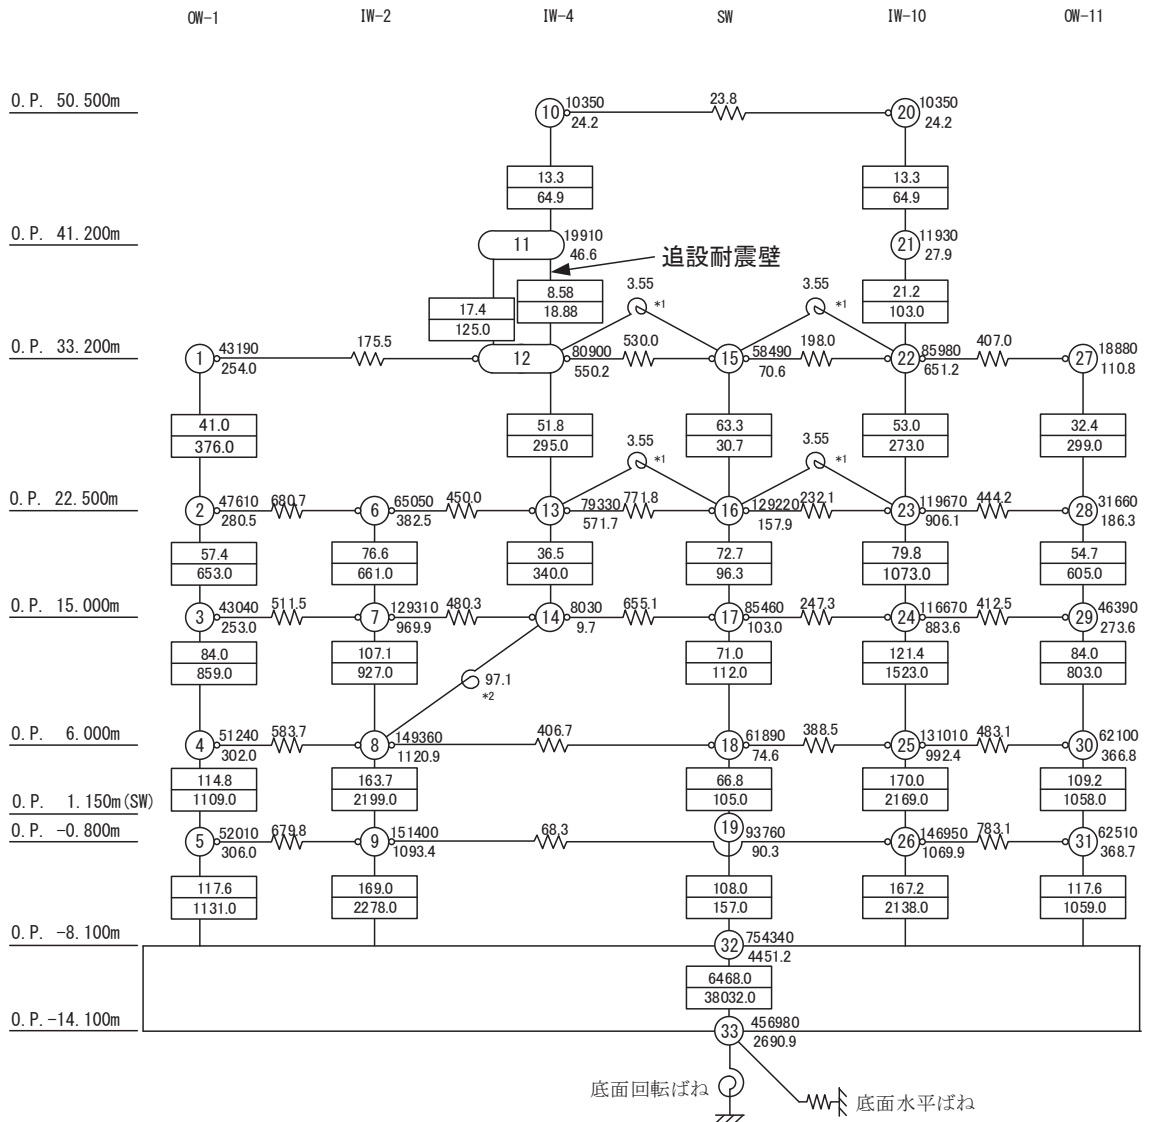 OW-1 IW-2 IW-4 SW IW-10 OW-11
O.P. 50.500m 10 10350 23.8 20 10350
24.2 24.2
13.3 13.3
64.9 64.9
O.P. 41.200m 11 19910 21 11930
46.6 27.9
追設耐震壁
17.4 8.58 3.55 *1 3.55 *1 21.2
125.0 18.88 103.0
O.P. 33.200m 1 43190 175.5 12 80900 530.0 15 58490 198.0 22 85980 407.0 27 18880
254.0 550.2 70.6 651.2 110.8
41.0 51.8 63.3 53.0 32.4
376.0 295.0 30.7 273.0 299.0
3.55 *1 3.55 *1
O.P. 22.500m 2 47610 680.7 6 65050 450.0 13 79330 771.8 16 129220 232.1 23 119670 444.2 28 31660
280.5 382.5 571.7 157.9 906.1 186.3
57.4 76.6 36.5 72.7 79.8 54.7
653.0 661.0 340.0 96.3 1073.0 605.0
O.P. 15.000m 3 43040 511.5 7 129310 480.3 14 8030 655.1 17 85460 247.3 24 116670 412.5 29 46390
253.0 969.9 9.7 103.0 883.6 273.6
84.0 107.1 71.0 121.4 84.0
859.0 927.0 112.0 1523.0 803.0
97.1
*2
O.P. 6.000m 4 51240 583.7 8 149360 406.7 18 61890 388.5 25 131010 483.1 30 62100
302.0 1120.9 74.6 992.4 366.8
114.8 163.7 66.8 170.0 109.2
1109.0 2199.0 105.0 2169.0 1058.0
O.P. 1.150m(SW)
19
O.P. -0.800m 5 52010 679.8 9 151400 68.3 93760 26 146950 783.1 31 62510
306.0 1093.4 90.3 1069.9 368.7
117.6 169.0 108.0 167.2 117.6
1131.0 2278.0 157.0 2138.0 1059.0
O.P. -8.100m 32 754340
4451.2
6468.0
38032.0
O.P.-14.100m 33 456980
2690.9
底面回転ばね 底面水平ばね